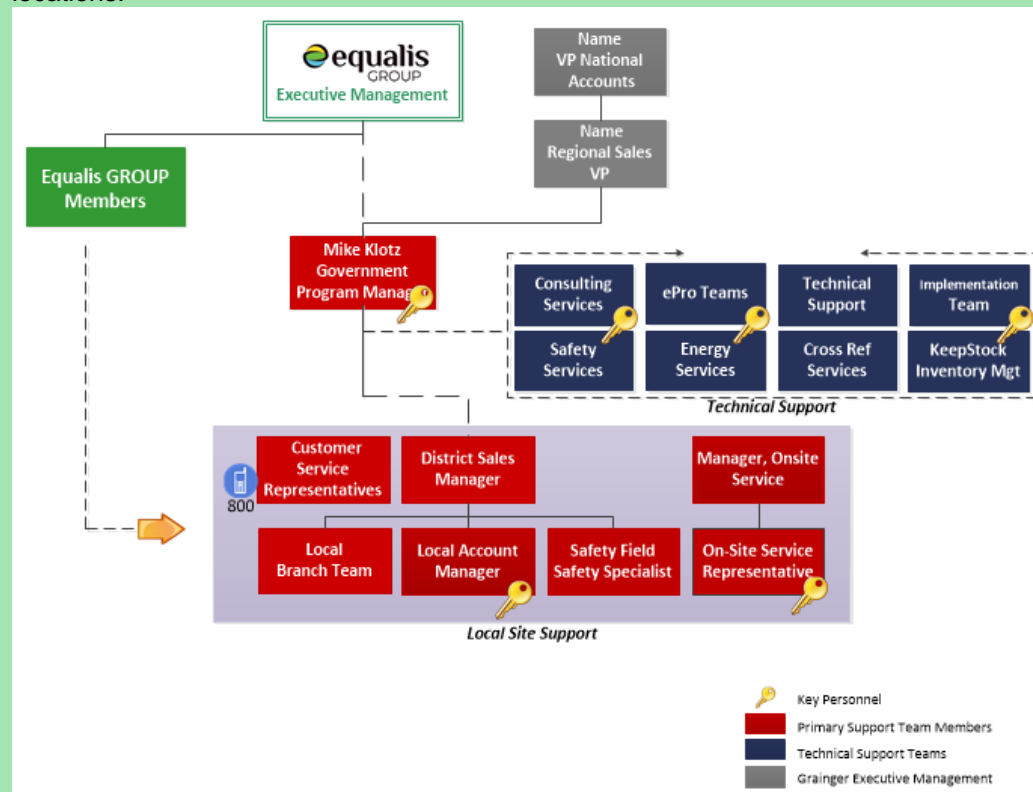 locations.
equalis
GROUP
Executive Management
Name
VP National
Accounts
Name
Regional Sales
VP
Equalis GROUP
Members
Mike Klotz
Government
Program Manager
Consulting
Services
ePro Teams
Technical
Support
Implementation
Team
Safety
Services
Energy
Services
Cross Ref
Services
KeepStock
Inventory Mgt
Technical Support
Customer
Service
Representatives
800
District Sales
Manager
Manager, Onsite
Service
Local
Branch Team
Local Account
Manager
Safety Field
Safety Specialist
On-Site Service
Representative
Local Site Support
Key Personnel
Primary Support Team Members
Technical Support Teams
Grainger Executive Management